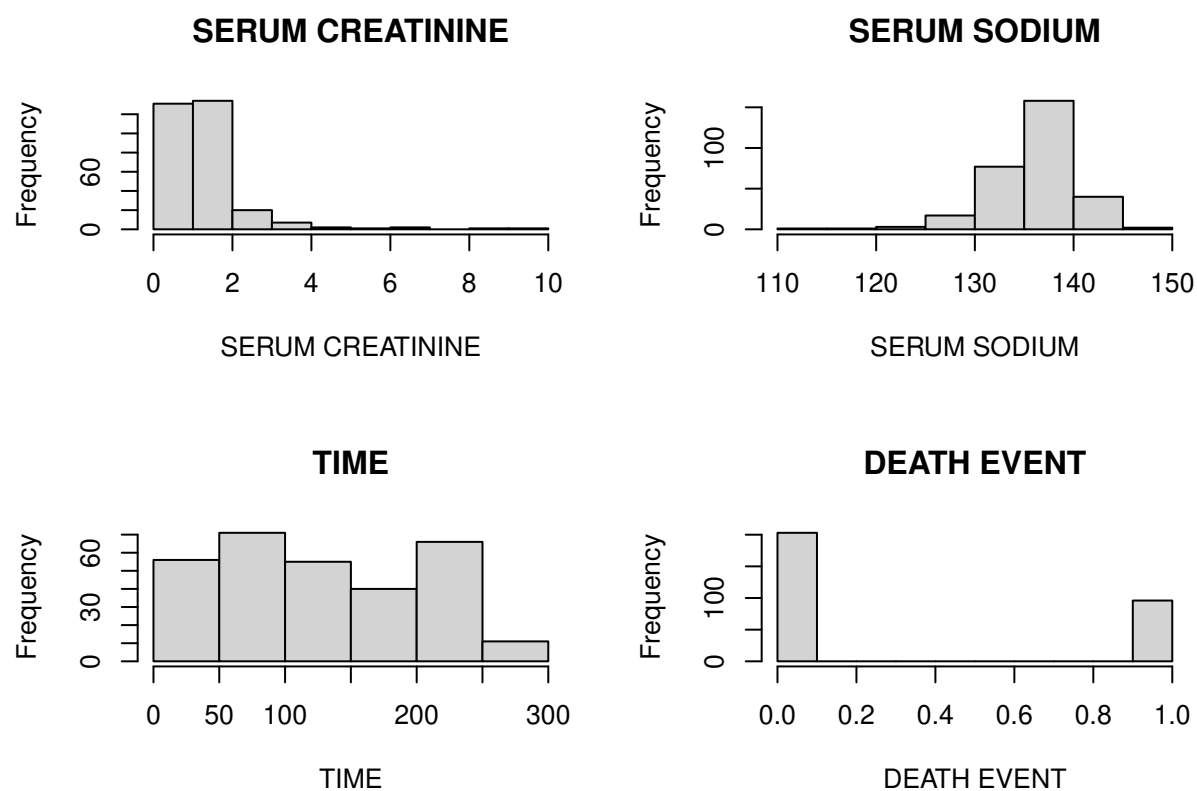 SERUM CREATININE
Frequency
0 60
0 2 4 6 8 10
SERUM CREATININE
SERUM SODIUM
Frequency
0 100
110 120 130 140 150
SERUM SODIUM
TIME
Frequency
0 30 60
0 50 100 200 300
TIME
DEATH EVENT
Frequency
0 100
0.0 0.2 0.4 0.6 0.8 1.0
DEATH EVENT